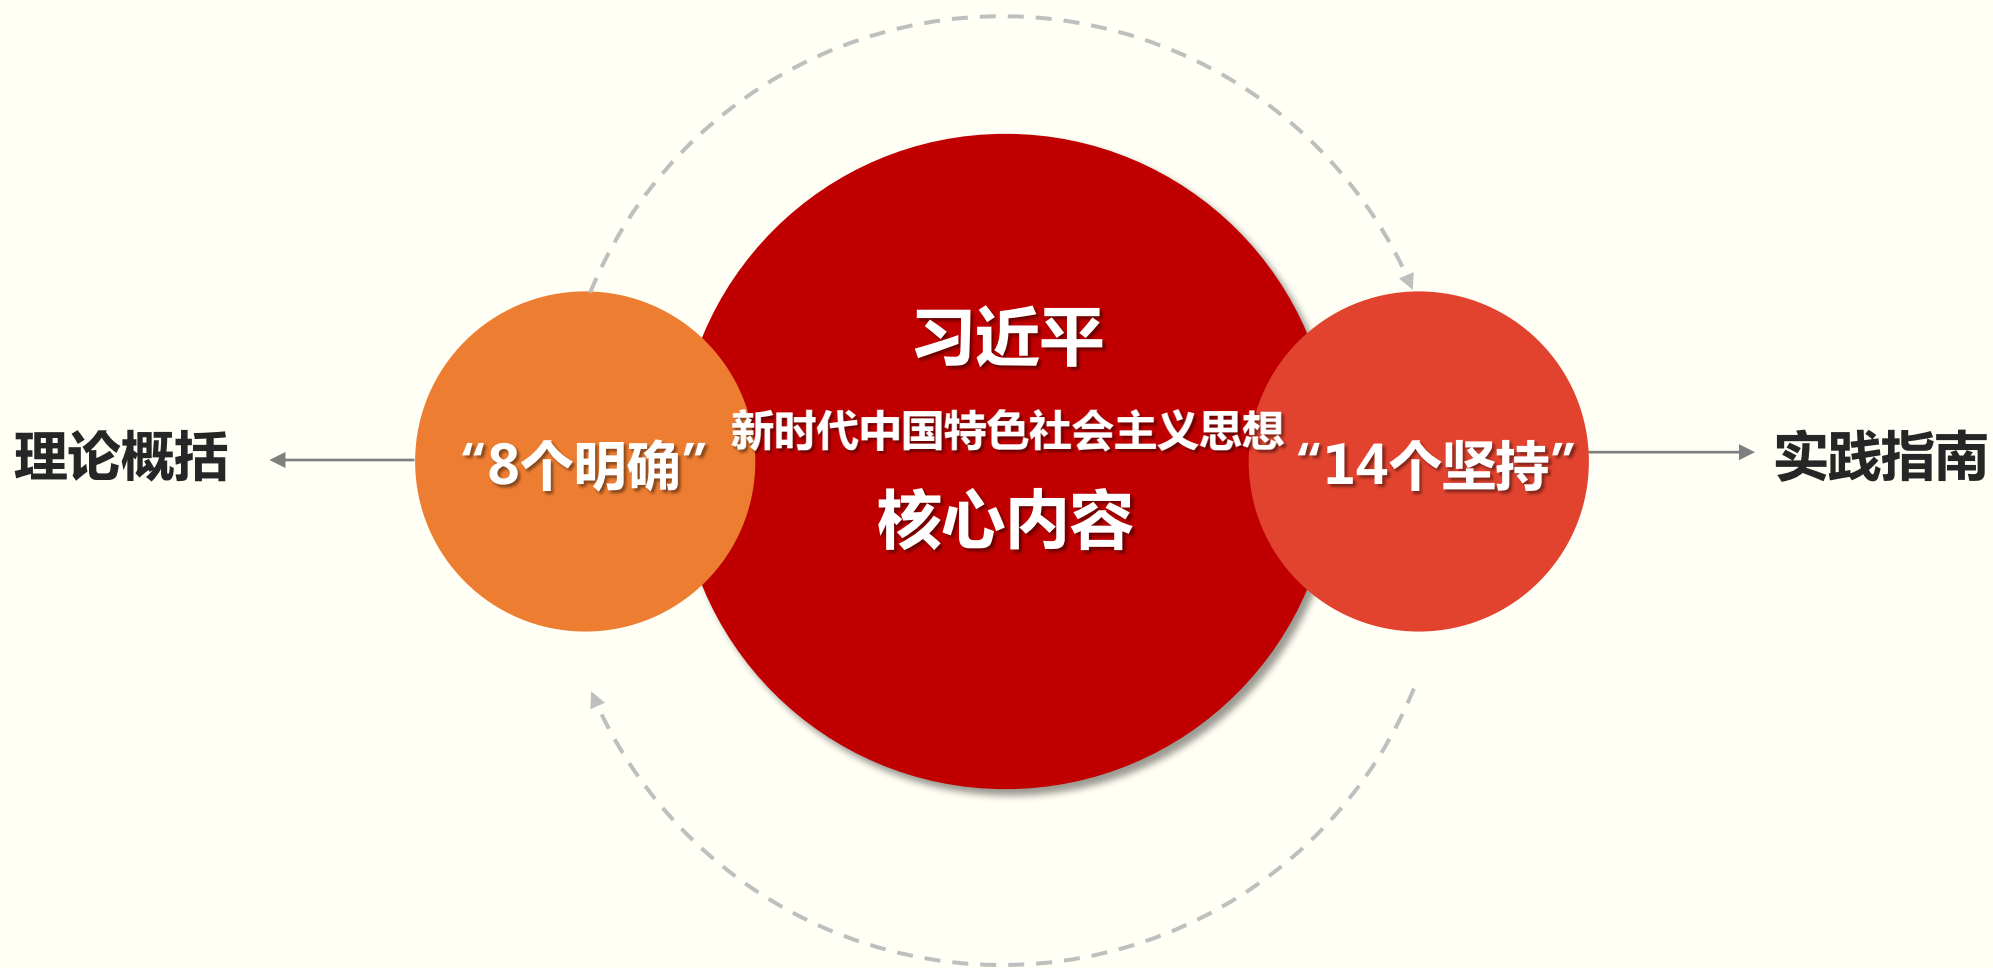 理论概括
“8个明确”
习近平
新时代中国特色社会主义思想
核心内容
“14个坚持”
实践指南